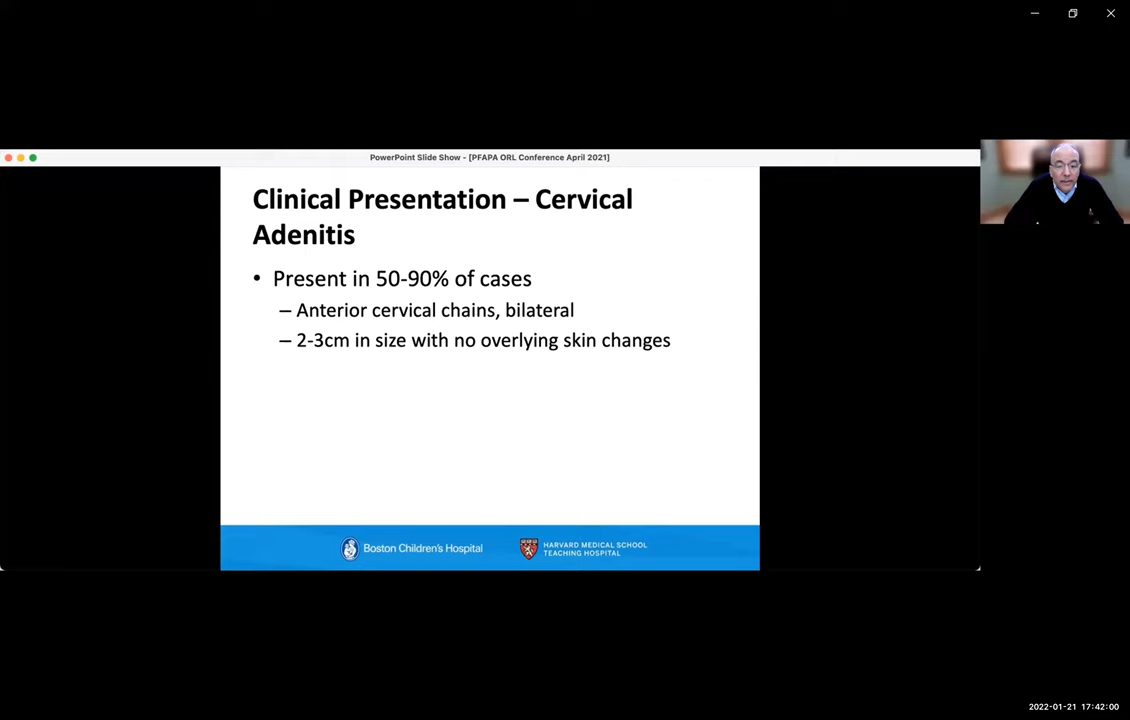 PowerPoint Slide Show - [PFAPA ORL Conference April 2021]
Clinical Presentation – Cervical
Adenitis
• Present in 50-90% of cases
– Anterior cervical chains, bilateral
– 2-3cm in size with no overlying skin changes
Boston Children's Hospital
HARVARD MEDICAL SCHOOL
TEACHING HOSPITAL
2022-01-21 17:42:00